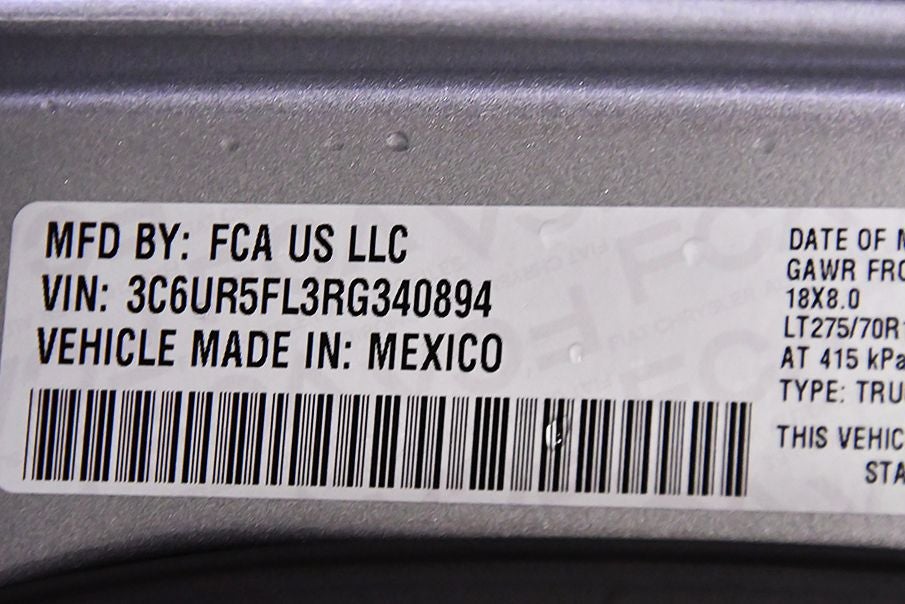 MFD BY: FCA US LLC
VIN: 3C6UR5FL3RG340894
VEHICLE MADE IN: MEXICO
DATE OF M
GAWR FRO
18X8.0
LT275/70R1
AT 415 kPa
TYPE: TRU
THIS VEHIC
STA